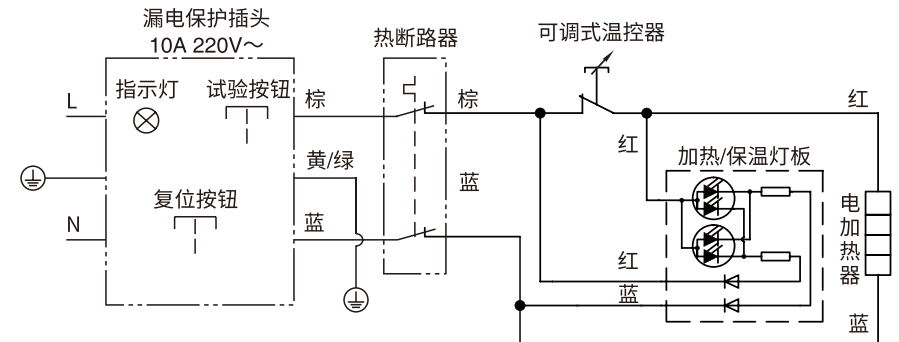 漏电保护插头
10A 220V～
热断路器
可调式温控器
L
指示灯
试验按钮
棕
棕
红
红
加热/保温灯板
黄/绿
蓝
复位按钮
N
蓝
电加热器
红
蓝
蓝